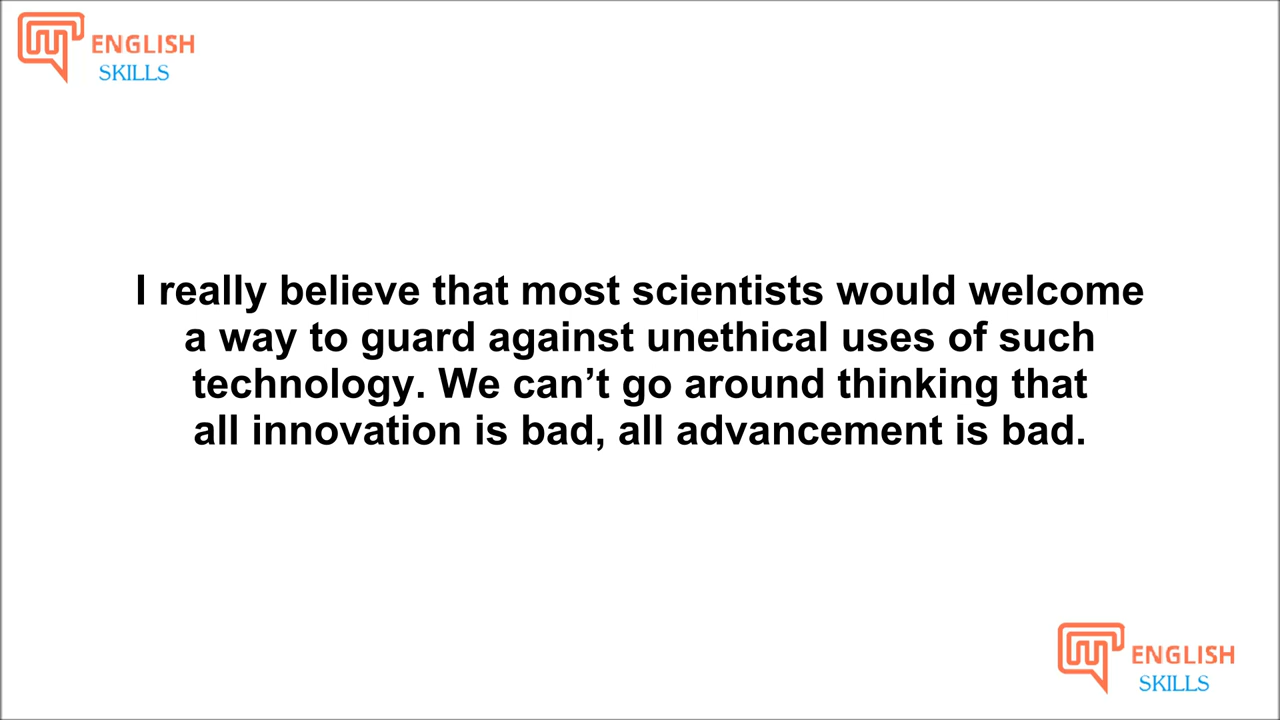 ENGLISH
SKILLS
I really believe that most scientists would welcome
a way to guard against unethical uses of such
technology. We can’t go around thinking that
all innovation is bad, all advancement is bad.
ENGLISH
SKILLS